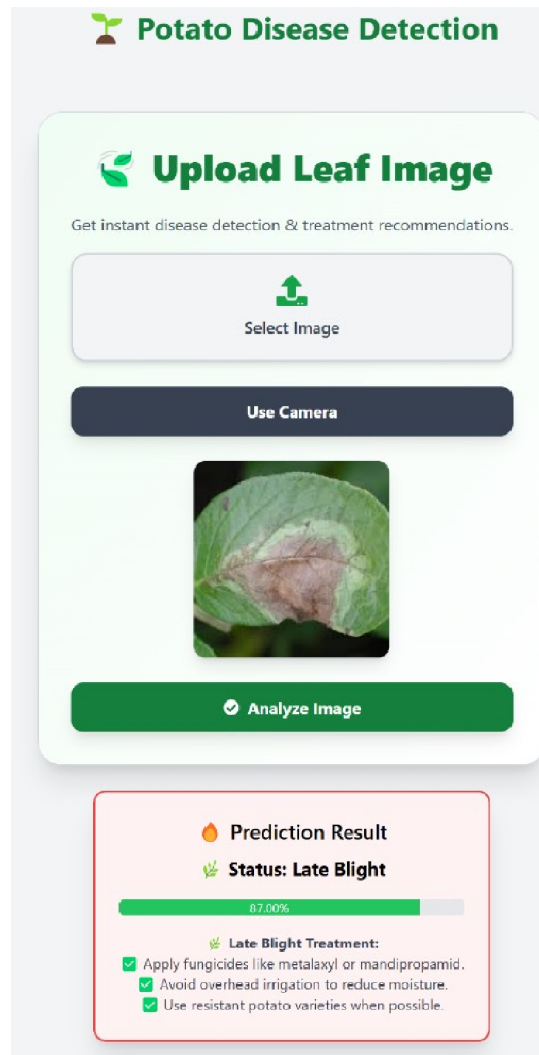 Potato Disease Detection
Upload Leaf Image
Get instant disease detection & treatment recommendations.
Select Image
Use Camera
Analyze Image
Prediction Result
Status: Late Blight
87.00%
Late Blight Treatment:
Apply fungicides like metalaxyl or mandipropamid.
Avoid overhead irrigation to reduce moisture.
Use resistant potato varieties when possible.